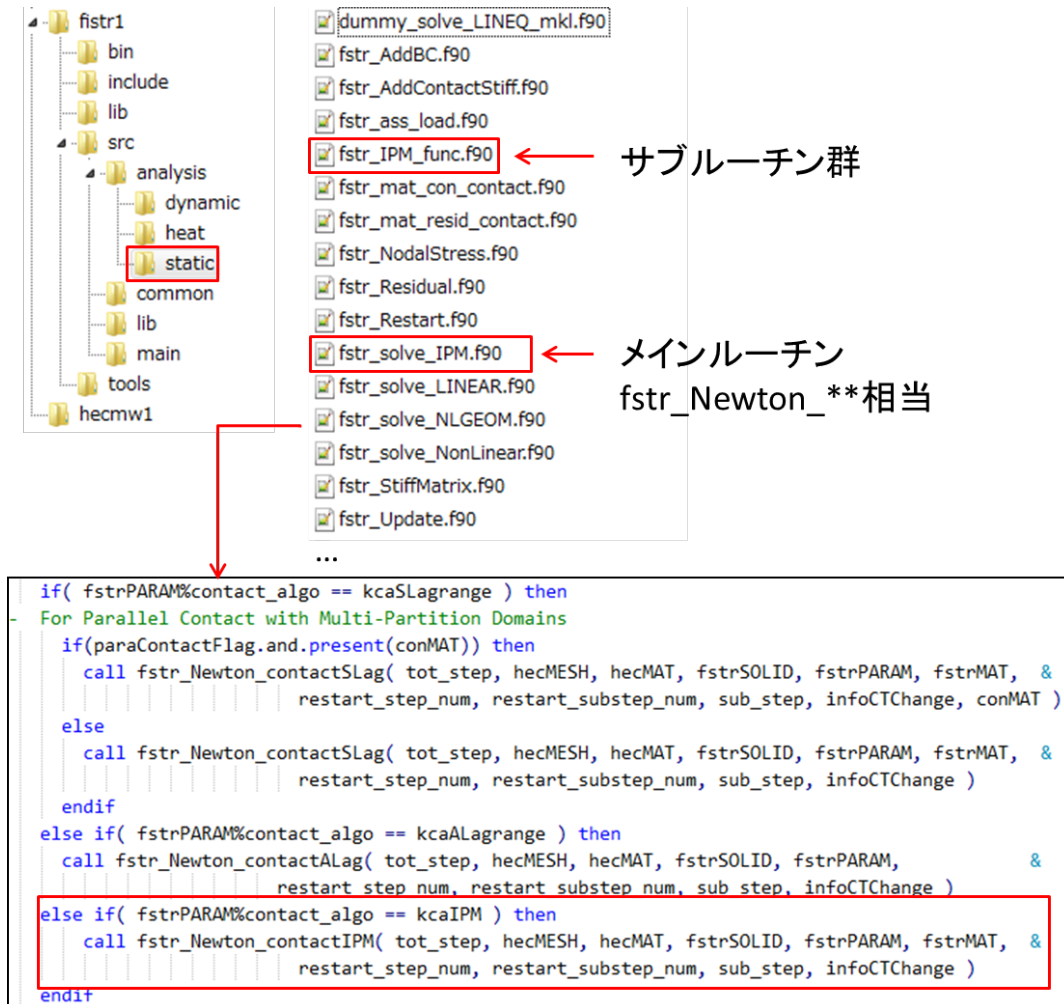 fistr1
bin
include
lib
src
analysis
dynamic
heat
static
common
lib
main
tools
hecmw1
dummy_solve_LINEQ_mkl.f90
fstr_AddBC.f90
fstr_AddContactStiff.f90
fstr_ass_load.f90
fstr_IPM_func.f90
fstr_mat_con_contact.f90
fstr_mat_resid_contact.f90
fstr_NodalStress.f90
fstr_Residual.f90
fstr_Restart.f90
fstr_solve_IPM.f90
fstr_solve_LINEAR.f90
fstr_solve_NLGEOM.f90
fstr_solve_NonLinear.f90
fstr_StiffMatrix.f90
fstr_Update.f90
...
サブルーチン群
メインルーチン
fstr_Newton_**相当
if( fstrPARAM%contact_algo == kcaSLagrange ) then
- For Parallel Contact with Multi-Partition Domains
if(paraContactFlag.and.present(conMAT)) then
call fstr_Newton_contactSLag( tot_step, hecMESH, hecMAT, fstrSOLID, fstrPARAM, fstrMAT, &
restart_step_num, restart_substep_num, sub_step, infoCTChange, conMAT )
else
call fstr_Newton_contactSLag( tot_step, hecMESH, hecMAT, fstrSOLID, fstrPARAM, fstrMAT, &
restart_step_num, restart_substep_num, sub_step, infoCTChange )
endif
else if( fstrPARAM%contact_algo == kcaALagrange ) then
call fstr_Newton_contactALag( tot_step, hecMESH, hecMAT, fstrSOLID, fstrPARAM, &
restart_step_num, restart_substep_num, sub_step, infoCTChange )
else if( fstrPARAM%contact_algo == kcaIPM ) then
call fstr_Newton_contactIPM( tot_step, hecMESH, hecMAT, fstrSOLID, fstrPARAM, fstrMAT, &
restart_step_num, restart_substep_num, sub_step, infoCTChange )
endif